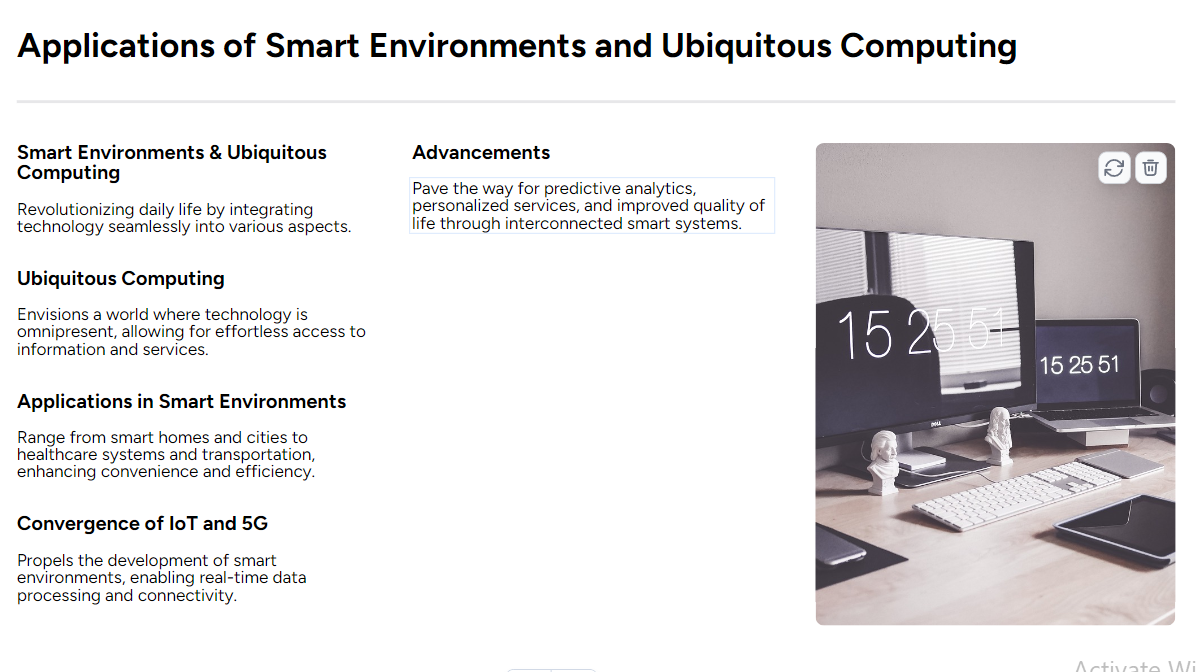 Applications of Smart Environments and Ubiquitous Computing
Smart Environments & Ubiquitous
Computing
Revolutionizing daily life by integrating
technology seamlessly into various aspects.
Ubiquitous Computing
Envisions a world where technology is
omnipresent, allowing for effortless access to
information and services.
Applications in Smart Environments
Range from smart homes and cities to
healthcare systems and transportation,
enhancing convenience and efficiency.
Convergence of IoT and 5G
Propels the development of smart
environments, enabling real-time data
processing and connectivity.
Advancements
Pave the way for predictive analytics,
personalized services, and improved quality of
life through interconnected smart systems.
15 25 51
15 25 51
DELL
Activate Wi